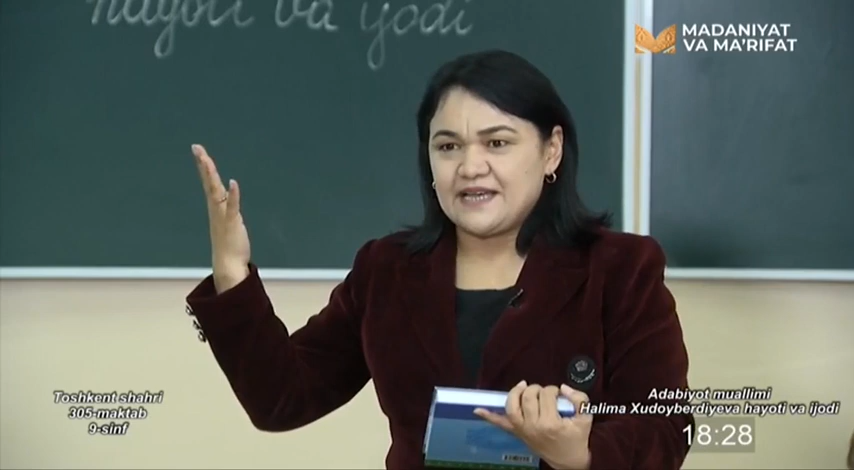 hayoti va ijodi
MADANIYAT
VA MA'RIFAT
Toshkent shahri
305-maktab
9-sinf
Adabiyot muallimi
Halima Xudoyberdiyeva hayoti va ijodi
18:28